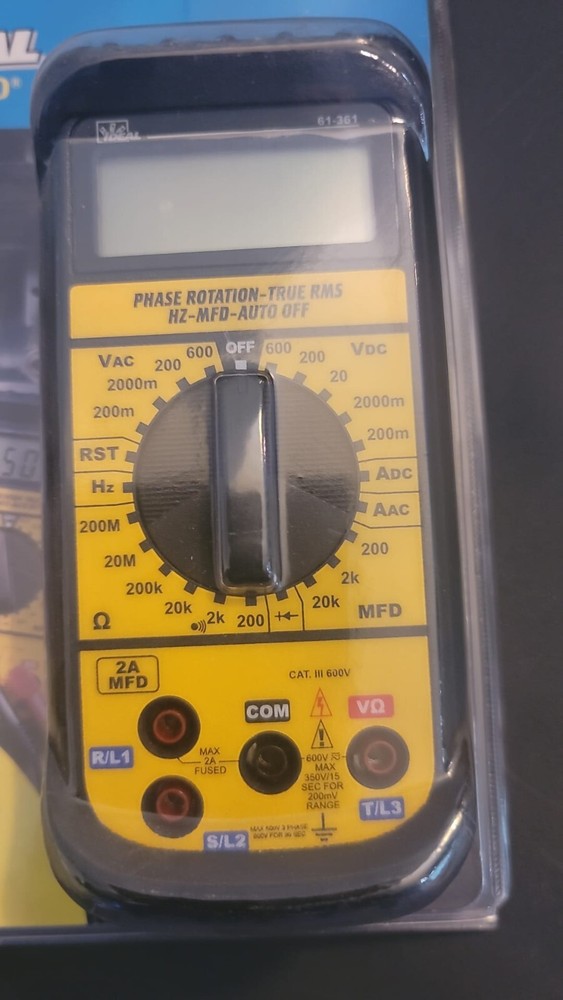 AL
61-361
IDEAL
PHASE ROTATION-TRUE RMS
HZ-MFD-AUTO OFF
VAC
200
600
OFF
600
200
VDC
2000m
20
200m
2000m
200m
RST
ADC
Hz
AAC
200M
200
20M
2k
200k
20k
20k
2k
200
Ω
MFD
2A
MFD
CAT. III 600V
COM
VΩ
R/L1
MAX
2A
FUSED
600V
MAX
350V/15
SEC FOR
200mV
RANGE
T/L3
S/L2
50